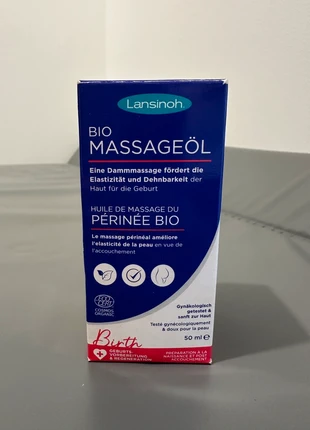 Lansinoh®
BIO
MASSAGEÖL
Eine Dammmassage fördert die
Elastizität und Dehnbarkeit der
Haut für die Geburt
HUILE DE MASSAGE DU
PÉRINÉE BIO
Le massage périnéal améliore
l'elasticité de la peau en vue de
l'accouchement
COSMOS
ORGANIC
Gynäkologisch
getestet &
sanft zur Haut
Testé gynécologiquement
& doux pour la peau
50 ml e
Birth
GEBURTS-
VORBEREITUNG
& REGENERATION
PREPARATION À LA
NAISSANCE ET POST
ACCOUCHEMENT